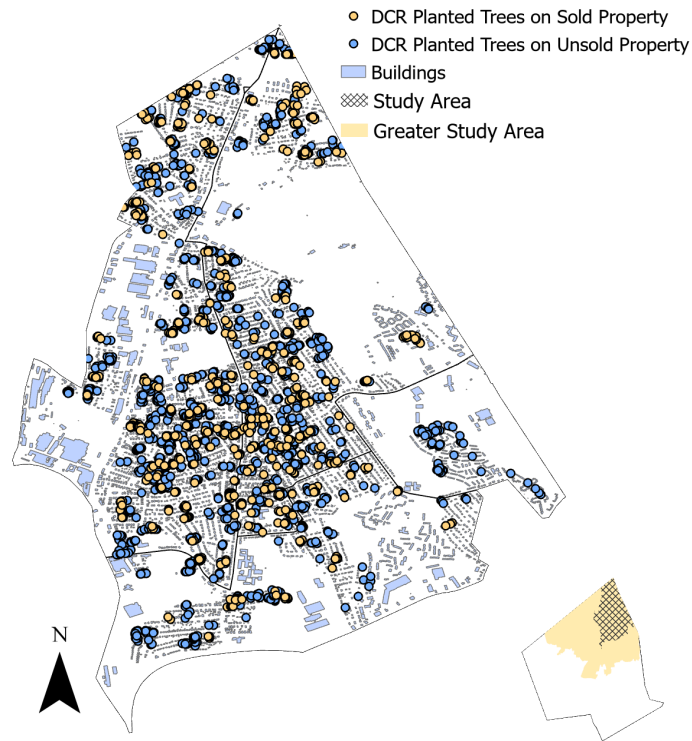 DCR Planted Trees on Sold Property
DCR Planted Trees on Unsold Property
Buildings
Study Area
Greater Study Area
N